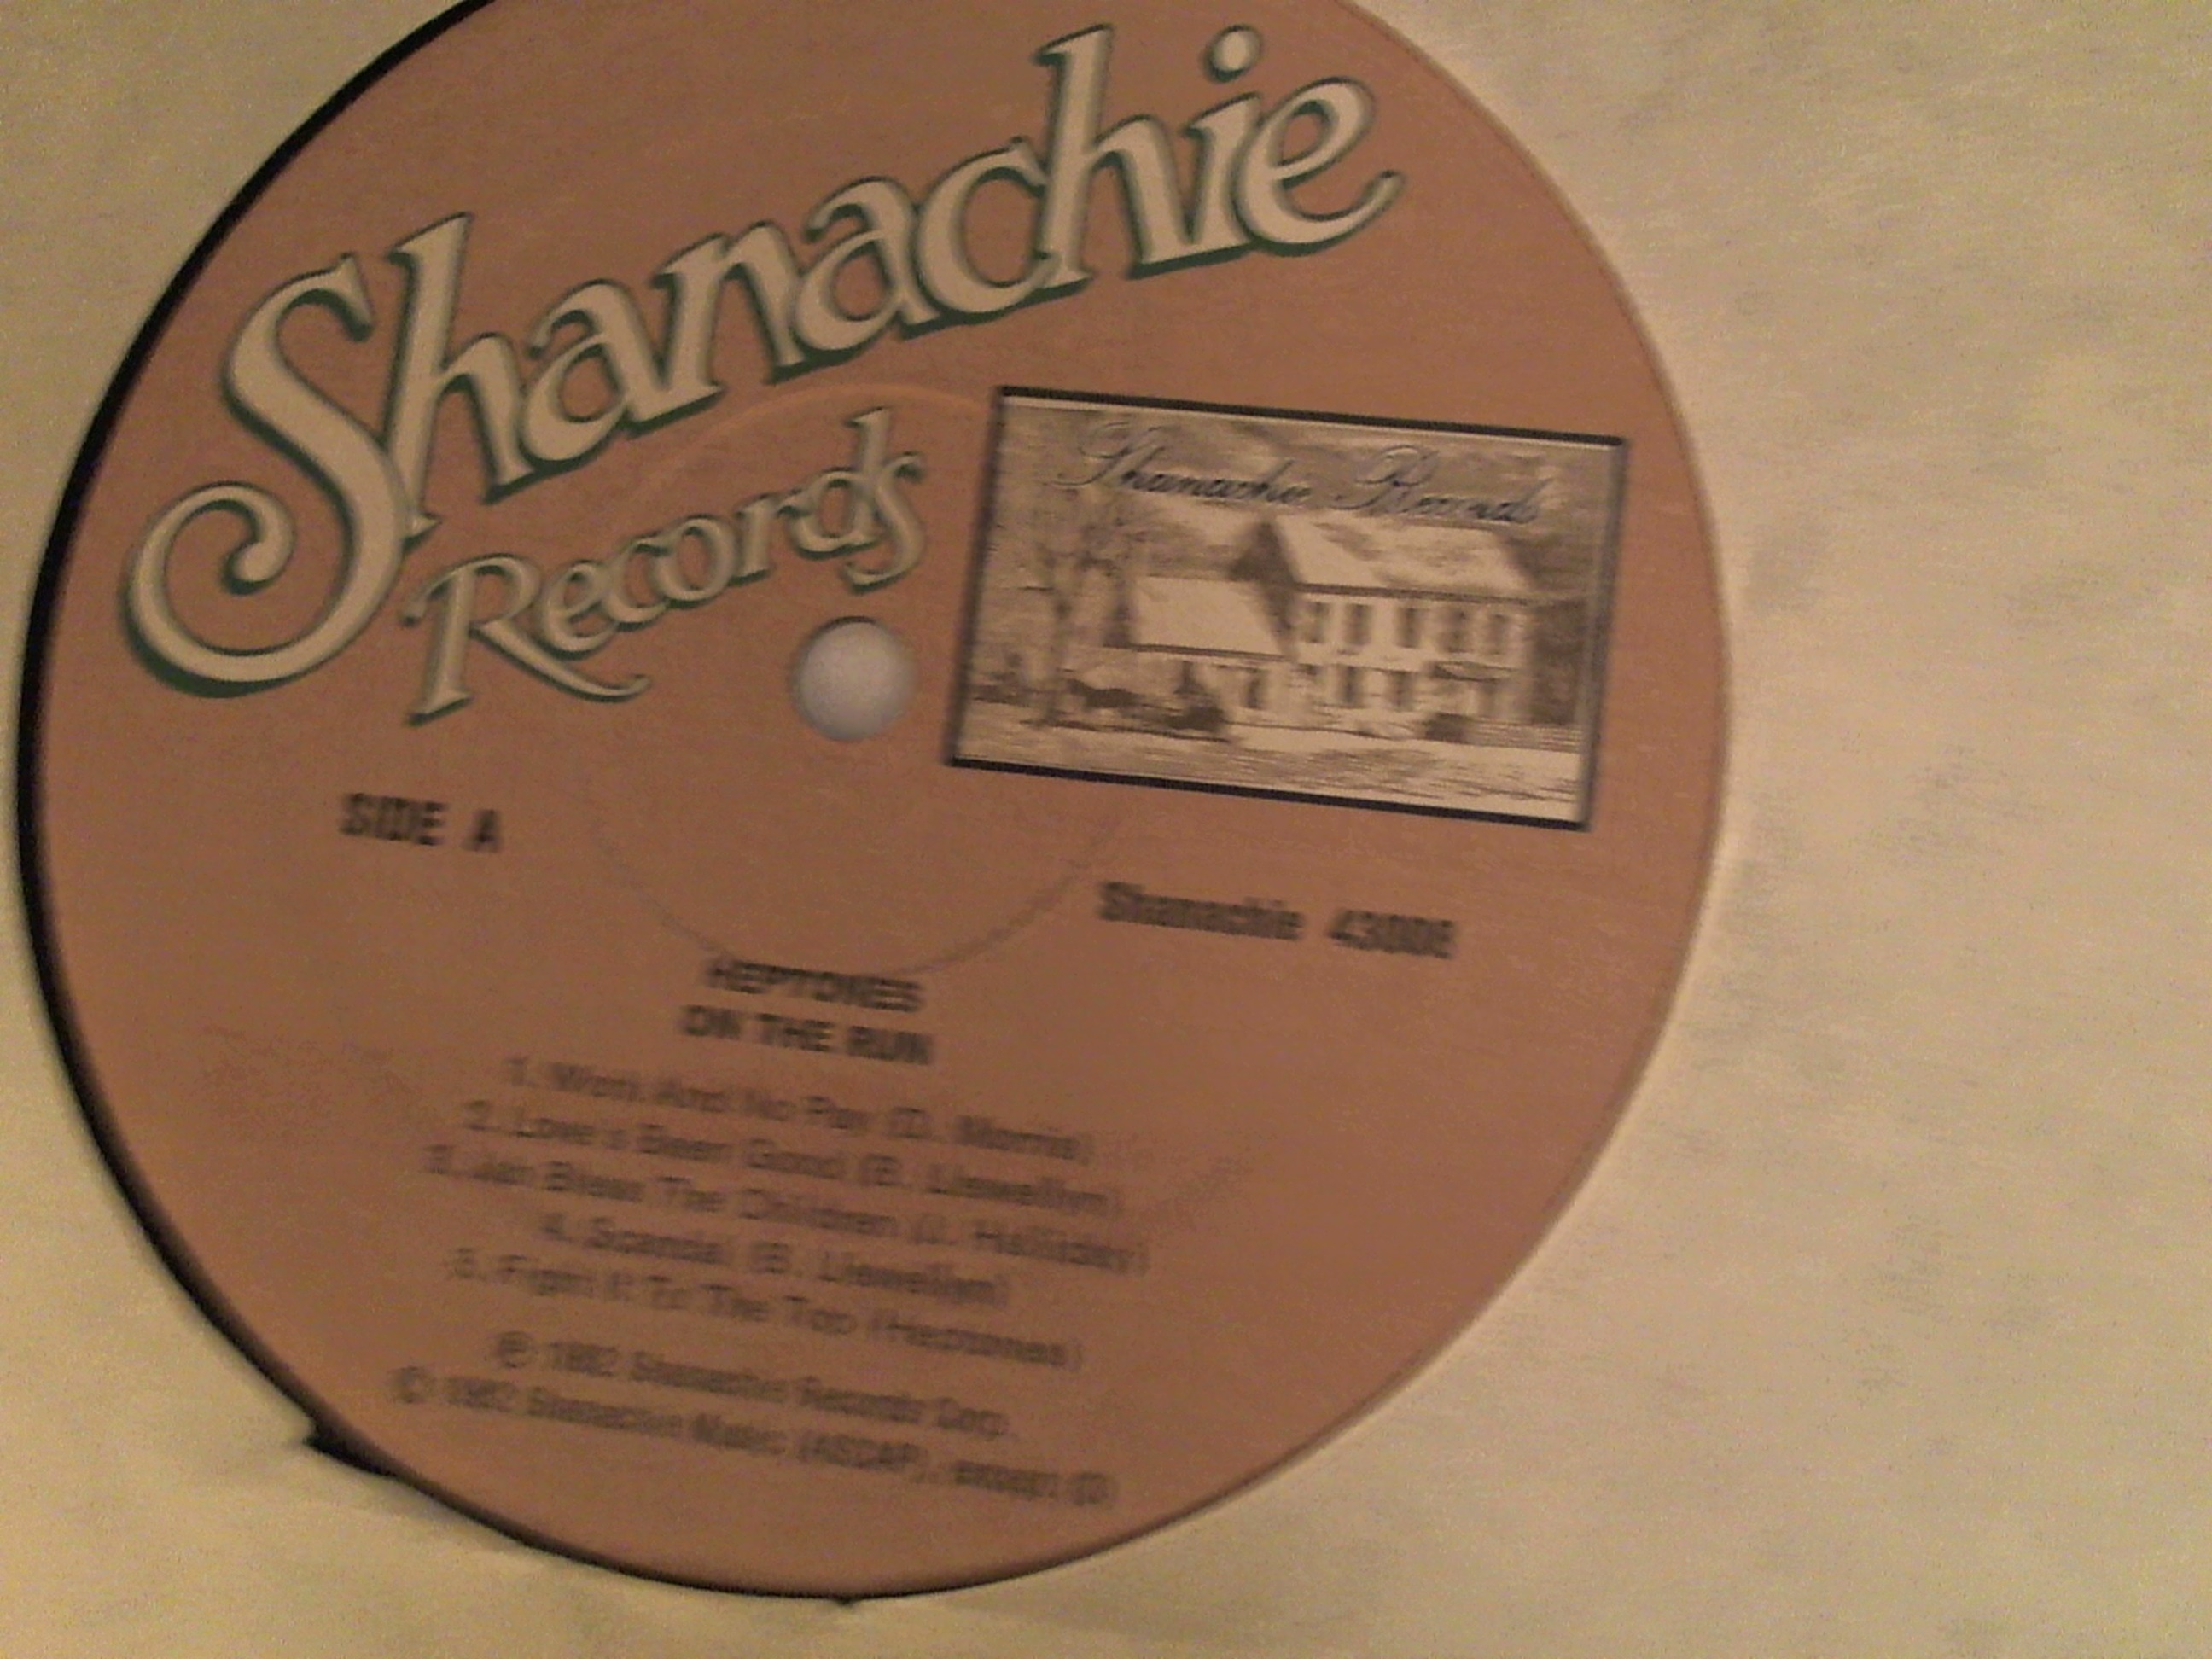 Shanachie
Records
Shanachie Records
SIDE A
Shanachie
HEPTONES
ON THE RUN
1. Work And No Pay (D. Morris)
2. Love's Been Good (B. Llewellyn)
3. Jah Bless The Children (J. Halliday)
4. Scandal (B. Llewellyn)
5. Fight It To The Top (Heptones)
℗ 1982 Shanachie Records Corp.
© 1982 Shanachie Music (ASCAP), except